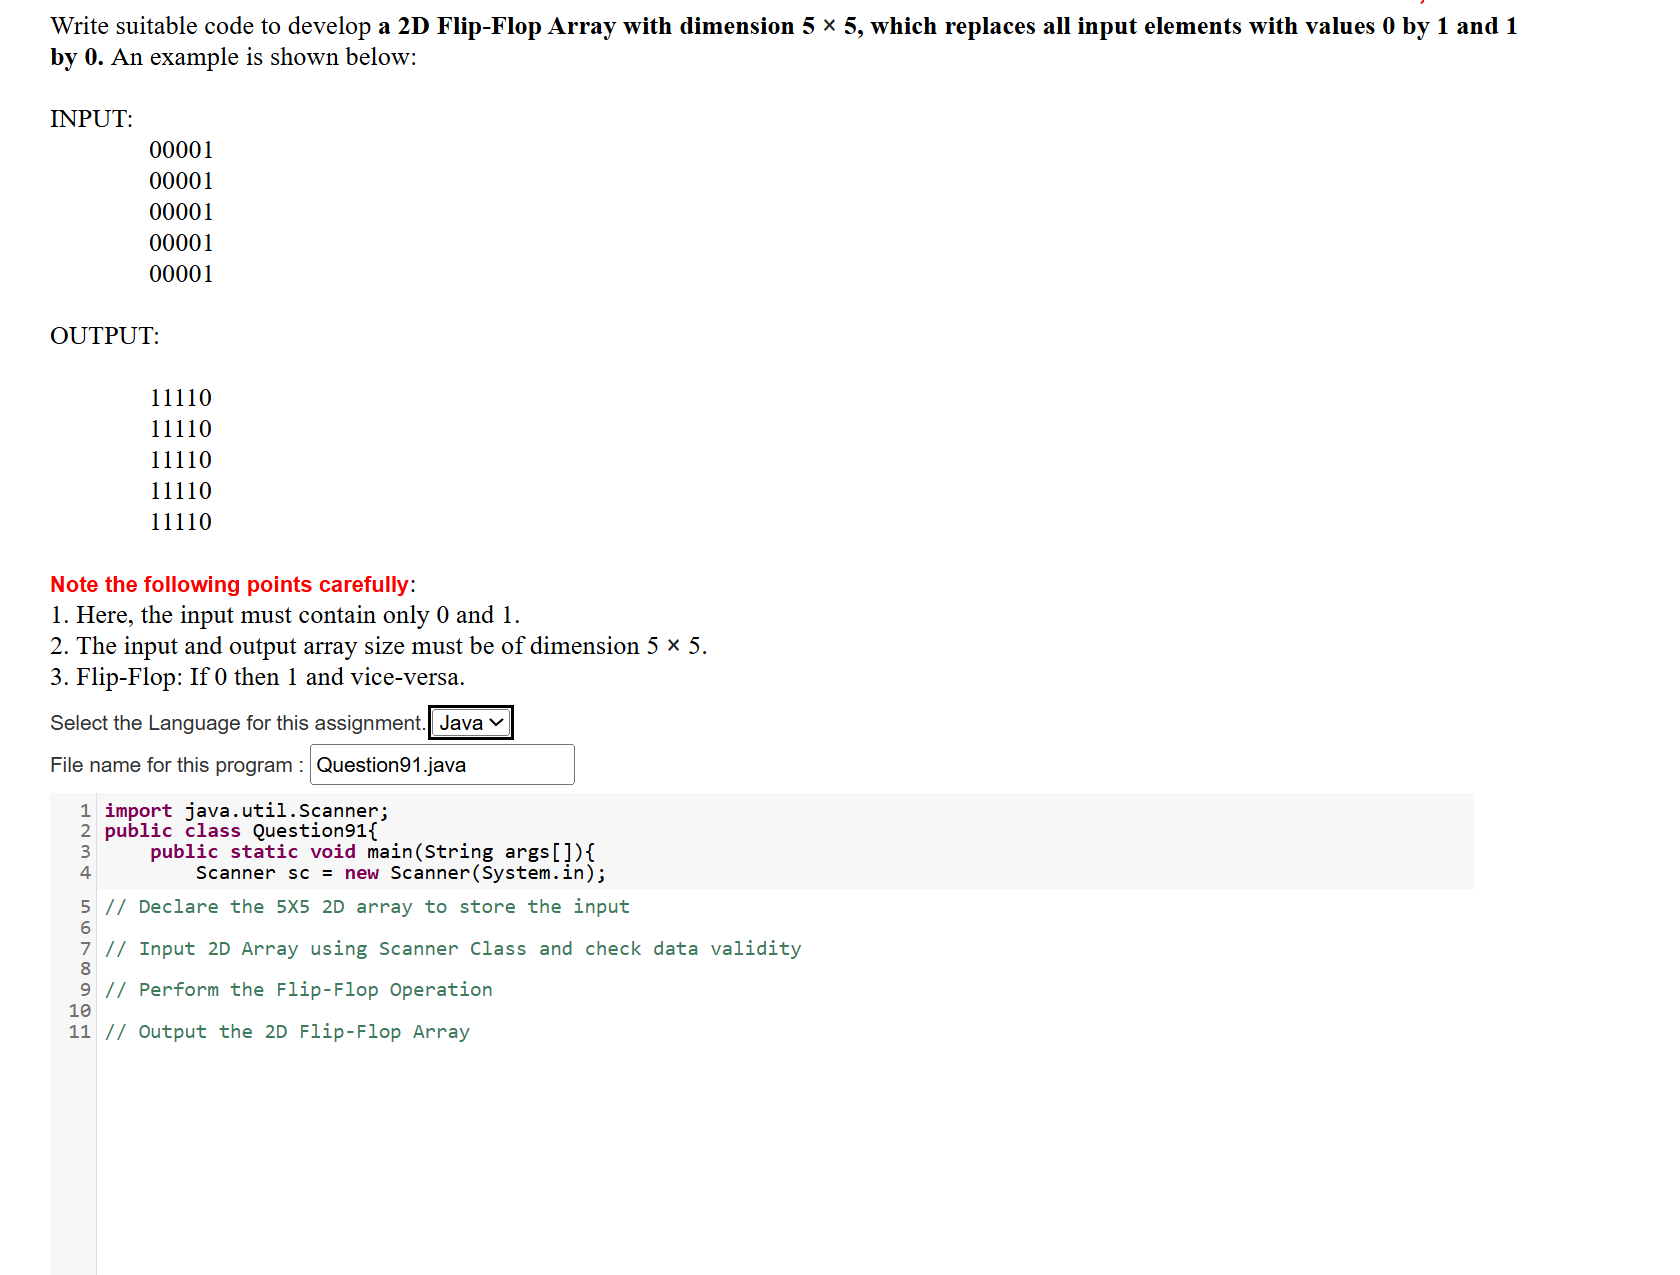 Write suitable code to develop a 2D Flip-Flop Array with dimension 5 × 5, which replaces all input elements with values 0 by 1 and 1
by 0. An example is shown below:
INPUT:
00001
00001
00001
00001
00001
OUTPUT:
11110
11110
11110
11110
11110
Note the following points carefully:
1. Here, the input must contain only 0 and 1.
2. The input and output array size must be of dimension 5 × 5.
3. Flip-Flop: If 0 then 1 and vice-versa.
Select the Language for this assignment. Java
File name for this program : Question91.java
1 import java.util.Scanner;
2 public class Question91{
3     public static void main(String args[]){
4         Scanner sc = new Scanner(System.in);
5 // Declare the 5X5 2D array to store the input
6
7 // Input 2D Array using Scanner Class and check data validity
8
9 // Perform the Flip-Flop Operation
10
11 // Output the 2D Flip-Flop Array